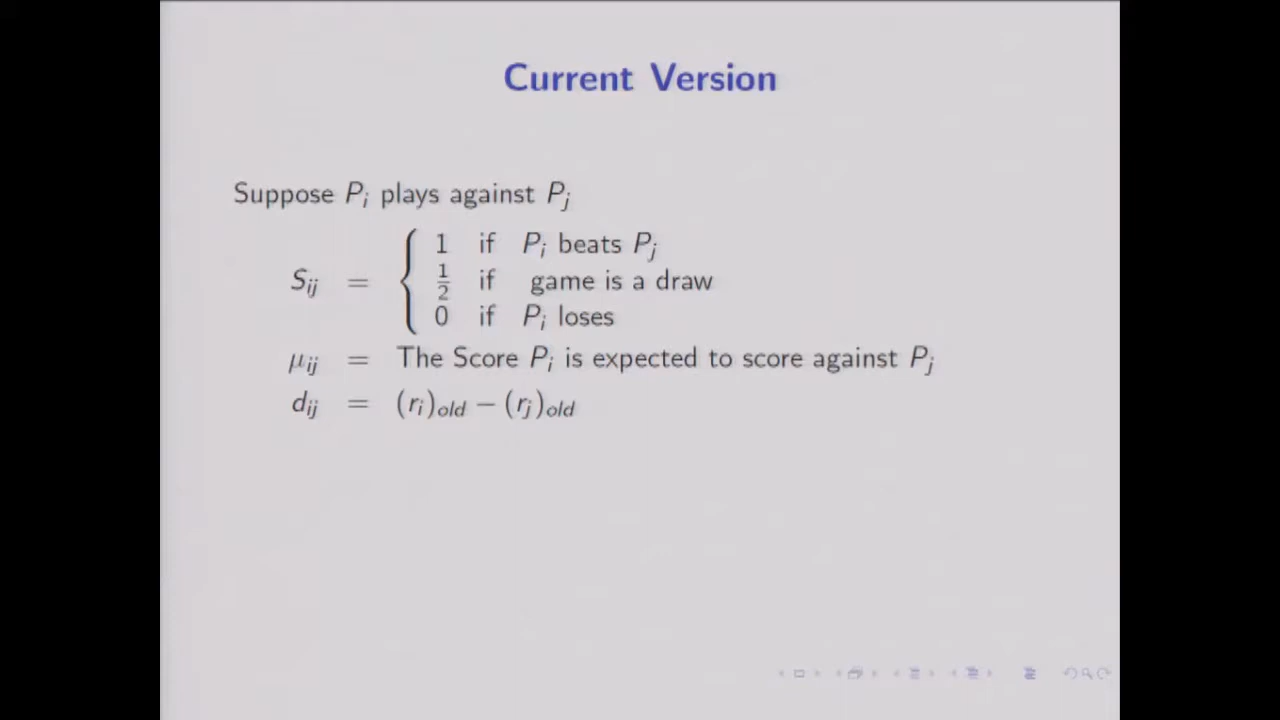 Current Version
Suppose P_i plays against P_j
S_ij = { 1 if P_i beats P_j
1/2 if game is a draw
0 if P_i loses
μ_ij = The Score P_i is expected to score against P_j
d_ij = (r_i)_old − (r_j)_old